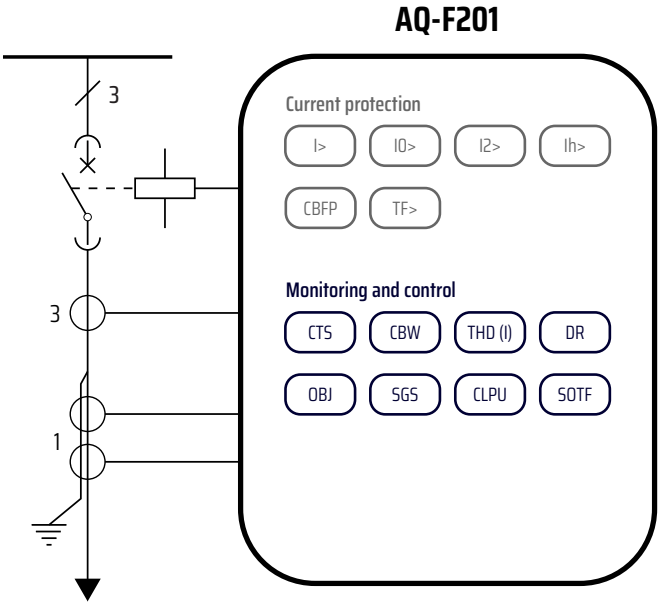 AQ-F201
3
Current protection
I> I0> I2> Ih>
CBFP TF>
Monitoring and control
3
CTS CBW THD (I) DR
OBJ SGS CLPU SOTF
1